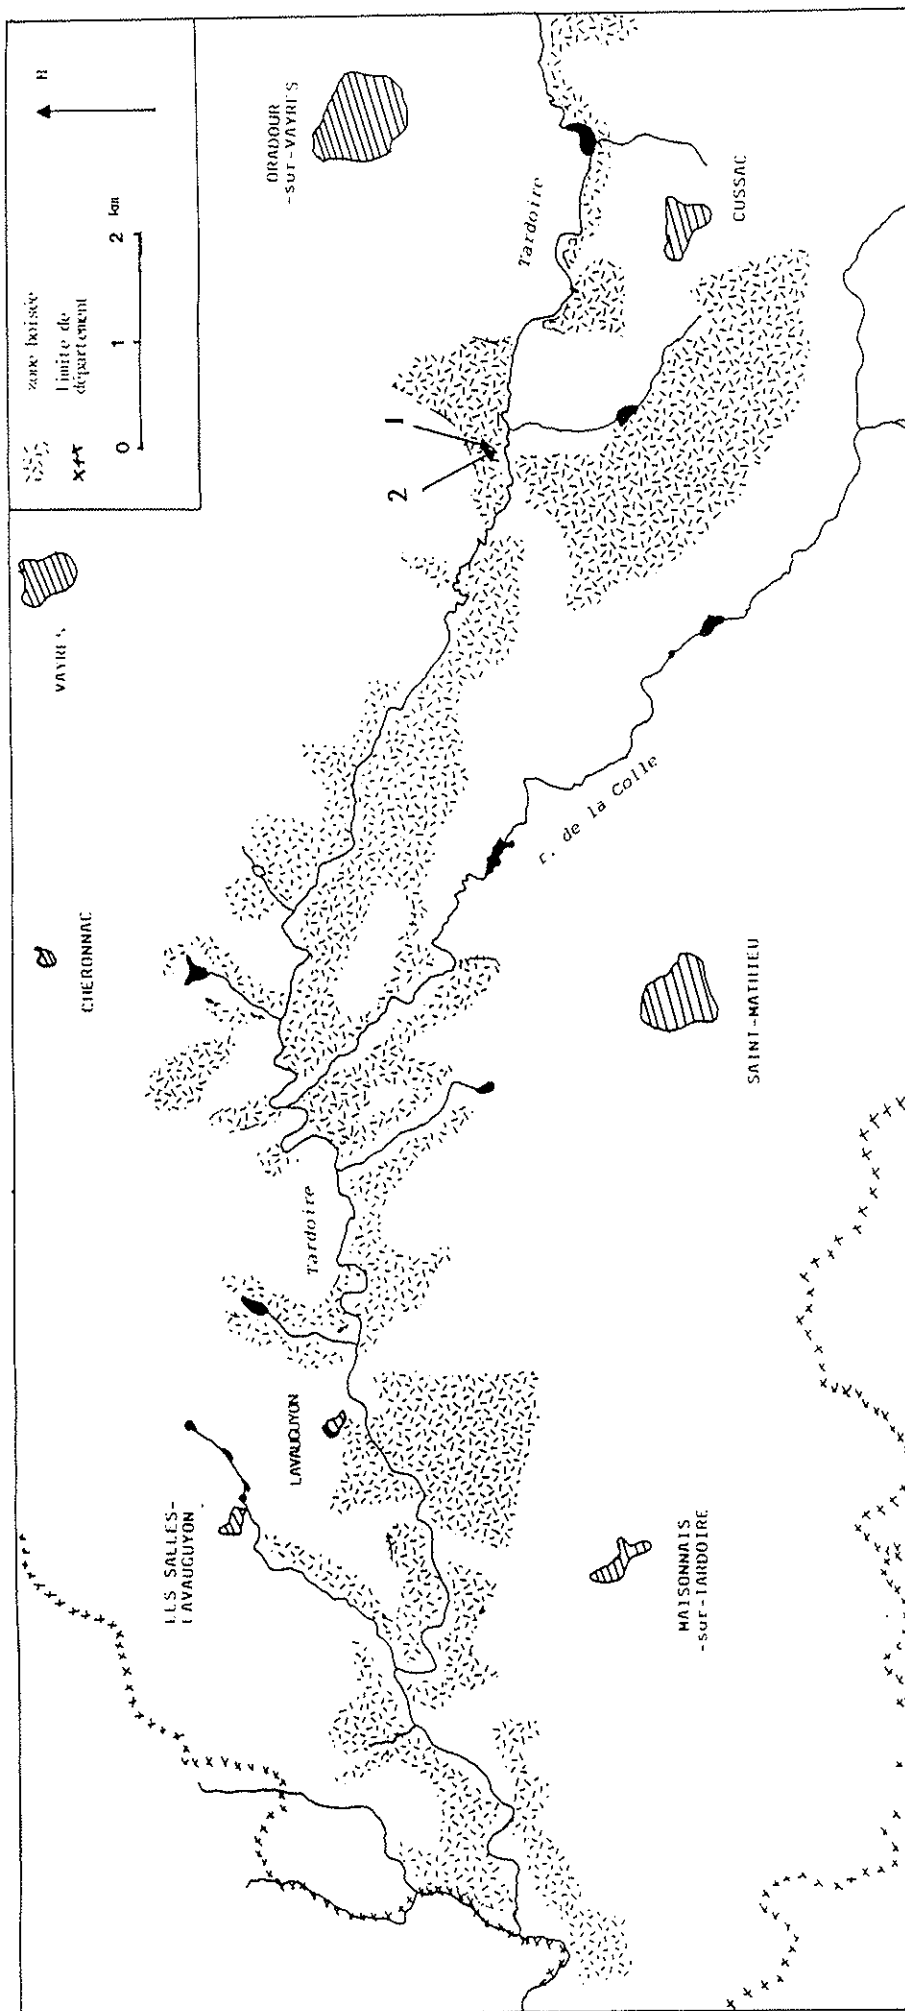 zone boisée
limite de
département
0 1 2 km
N
ORADOUR
-sur-VAYRES
VAYRES
CHERONNAC
Tardoire
CUSSAC
1
2
r. de la Colle
SAINT-MATHIEU
Tardoire
LAVAUGUYON
LES SALLES-
LAVAUGUYON
MAISONNAIS
-sur-TARDOIRE